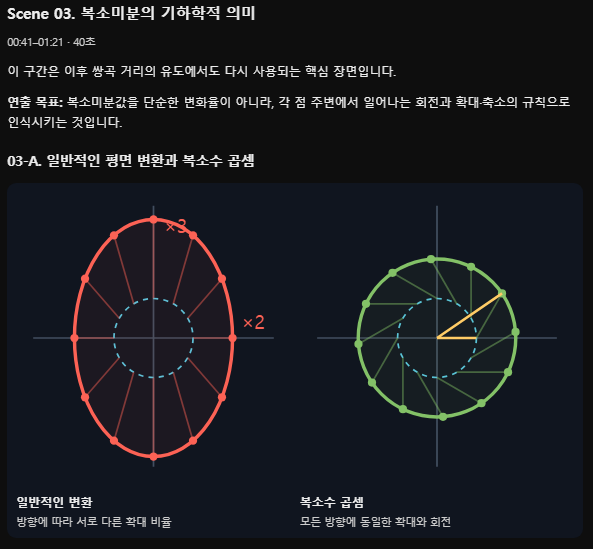 Scene 03. 복소미분의 기하학적 의미
00:41–01:21 · 40초
이 구간은 이후 쌍곡 거리의 유도에서도 다시 사용되는 핵심 장면입니다.
연출 목표: 복소미분값을 단순한 변화율이 아니라, 각 점 주변에서 일어나는 회전과 확대·축소의 규칙으로
인식시키는 것입니다.
03-A. 일반적인 평면 변환과 복소수 곱셈
×3
×2
일반적인 변환
방향에 따라 서로 다른 확대 비율
복소수 곱셈
모든 방향에 동일한 확대와 회전